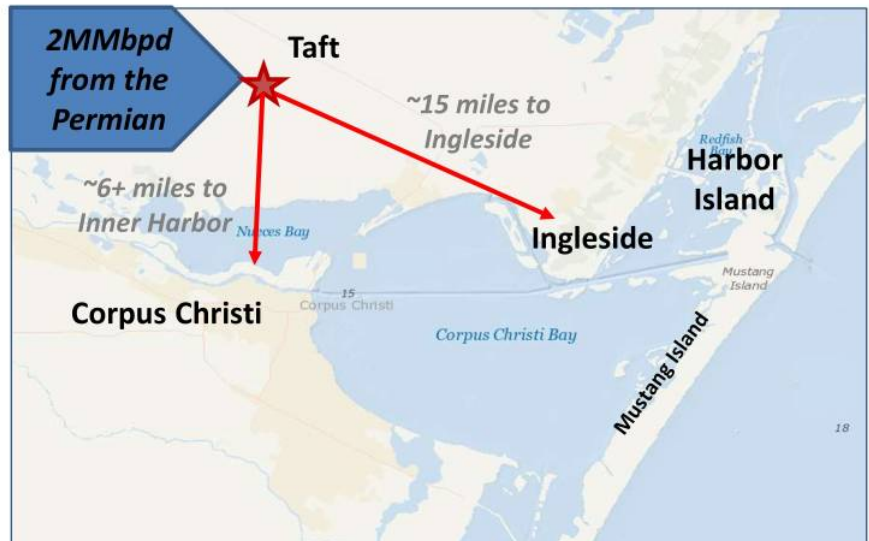 2MMbpd
from the
Permian
Taft
~15 miles to
Ingleside
Redfish
Bay
Harbor
Island
~6+ miles to
Inner Harbor
Nueces Bay
Ingleside
Mustang
Island
15
Corpus Christi
Corpus Christi
Corpus Christi Bay
Mustang Island
18